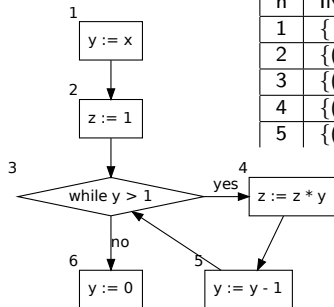 1
y := x
2
z := 1
3
while y > 1
yes
4
z := z * y
no
6
y := 0
5
y := y - 1
n
1 {
2 {(
3 {(
4 {(
5 {(